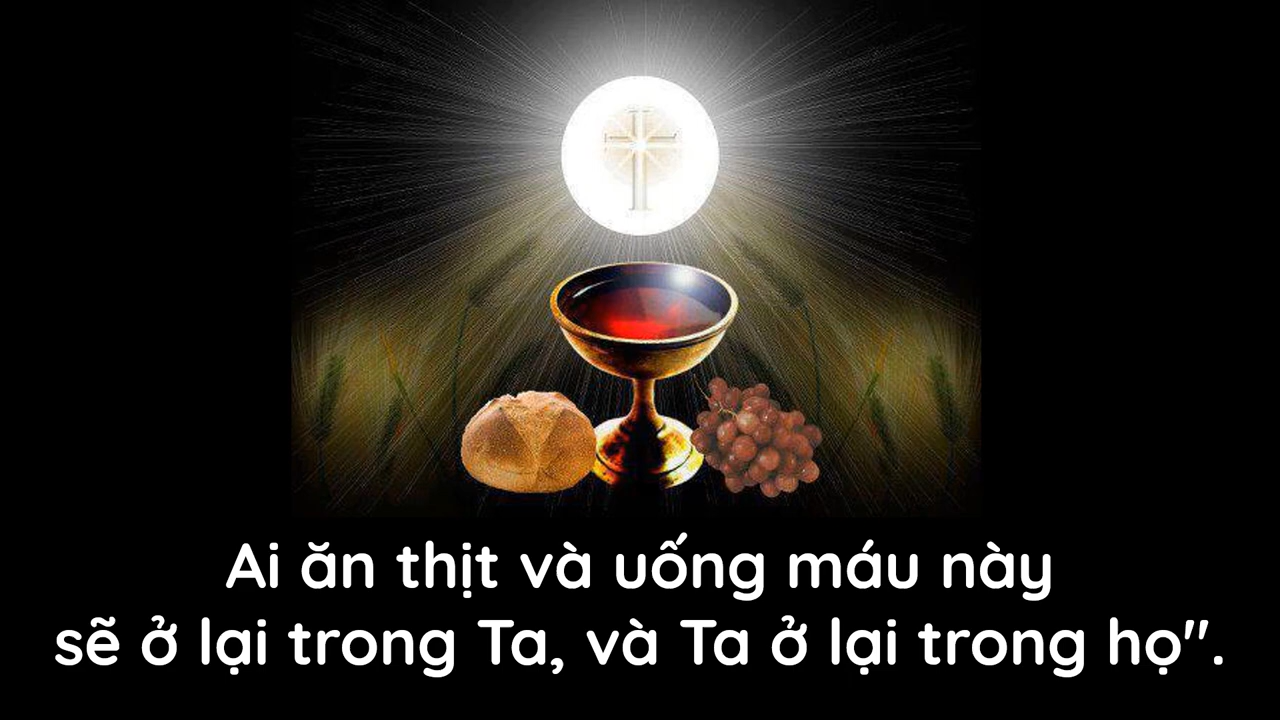 Ai ăn thịt và uống máu này
sẽ ở lại trong Ta, và Ta ở lại trong họ".